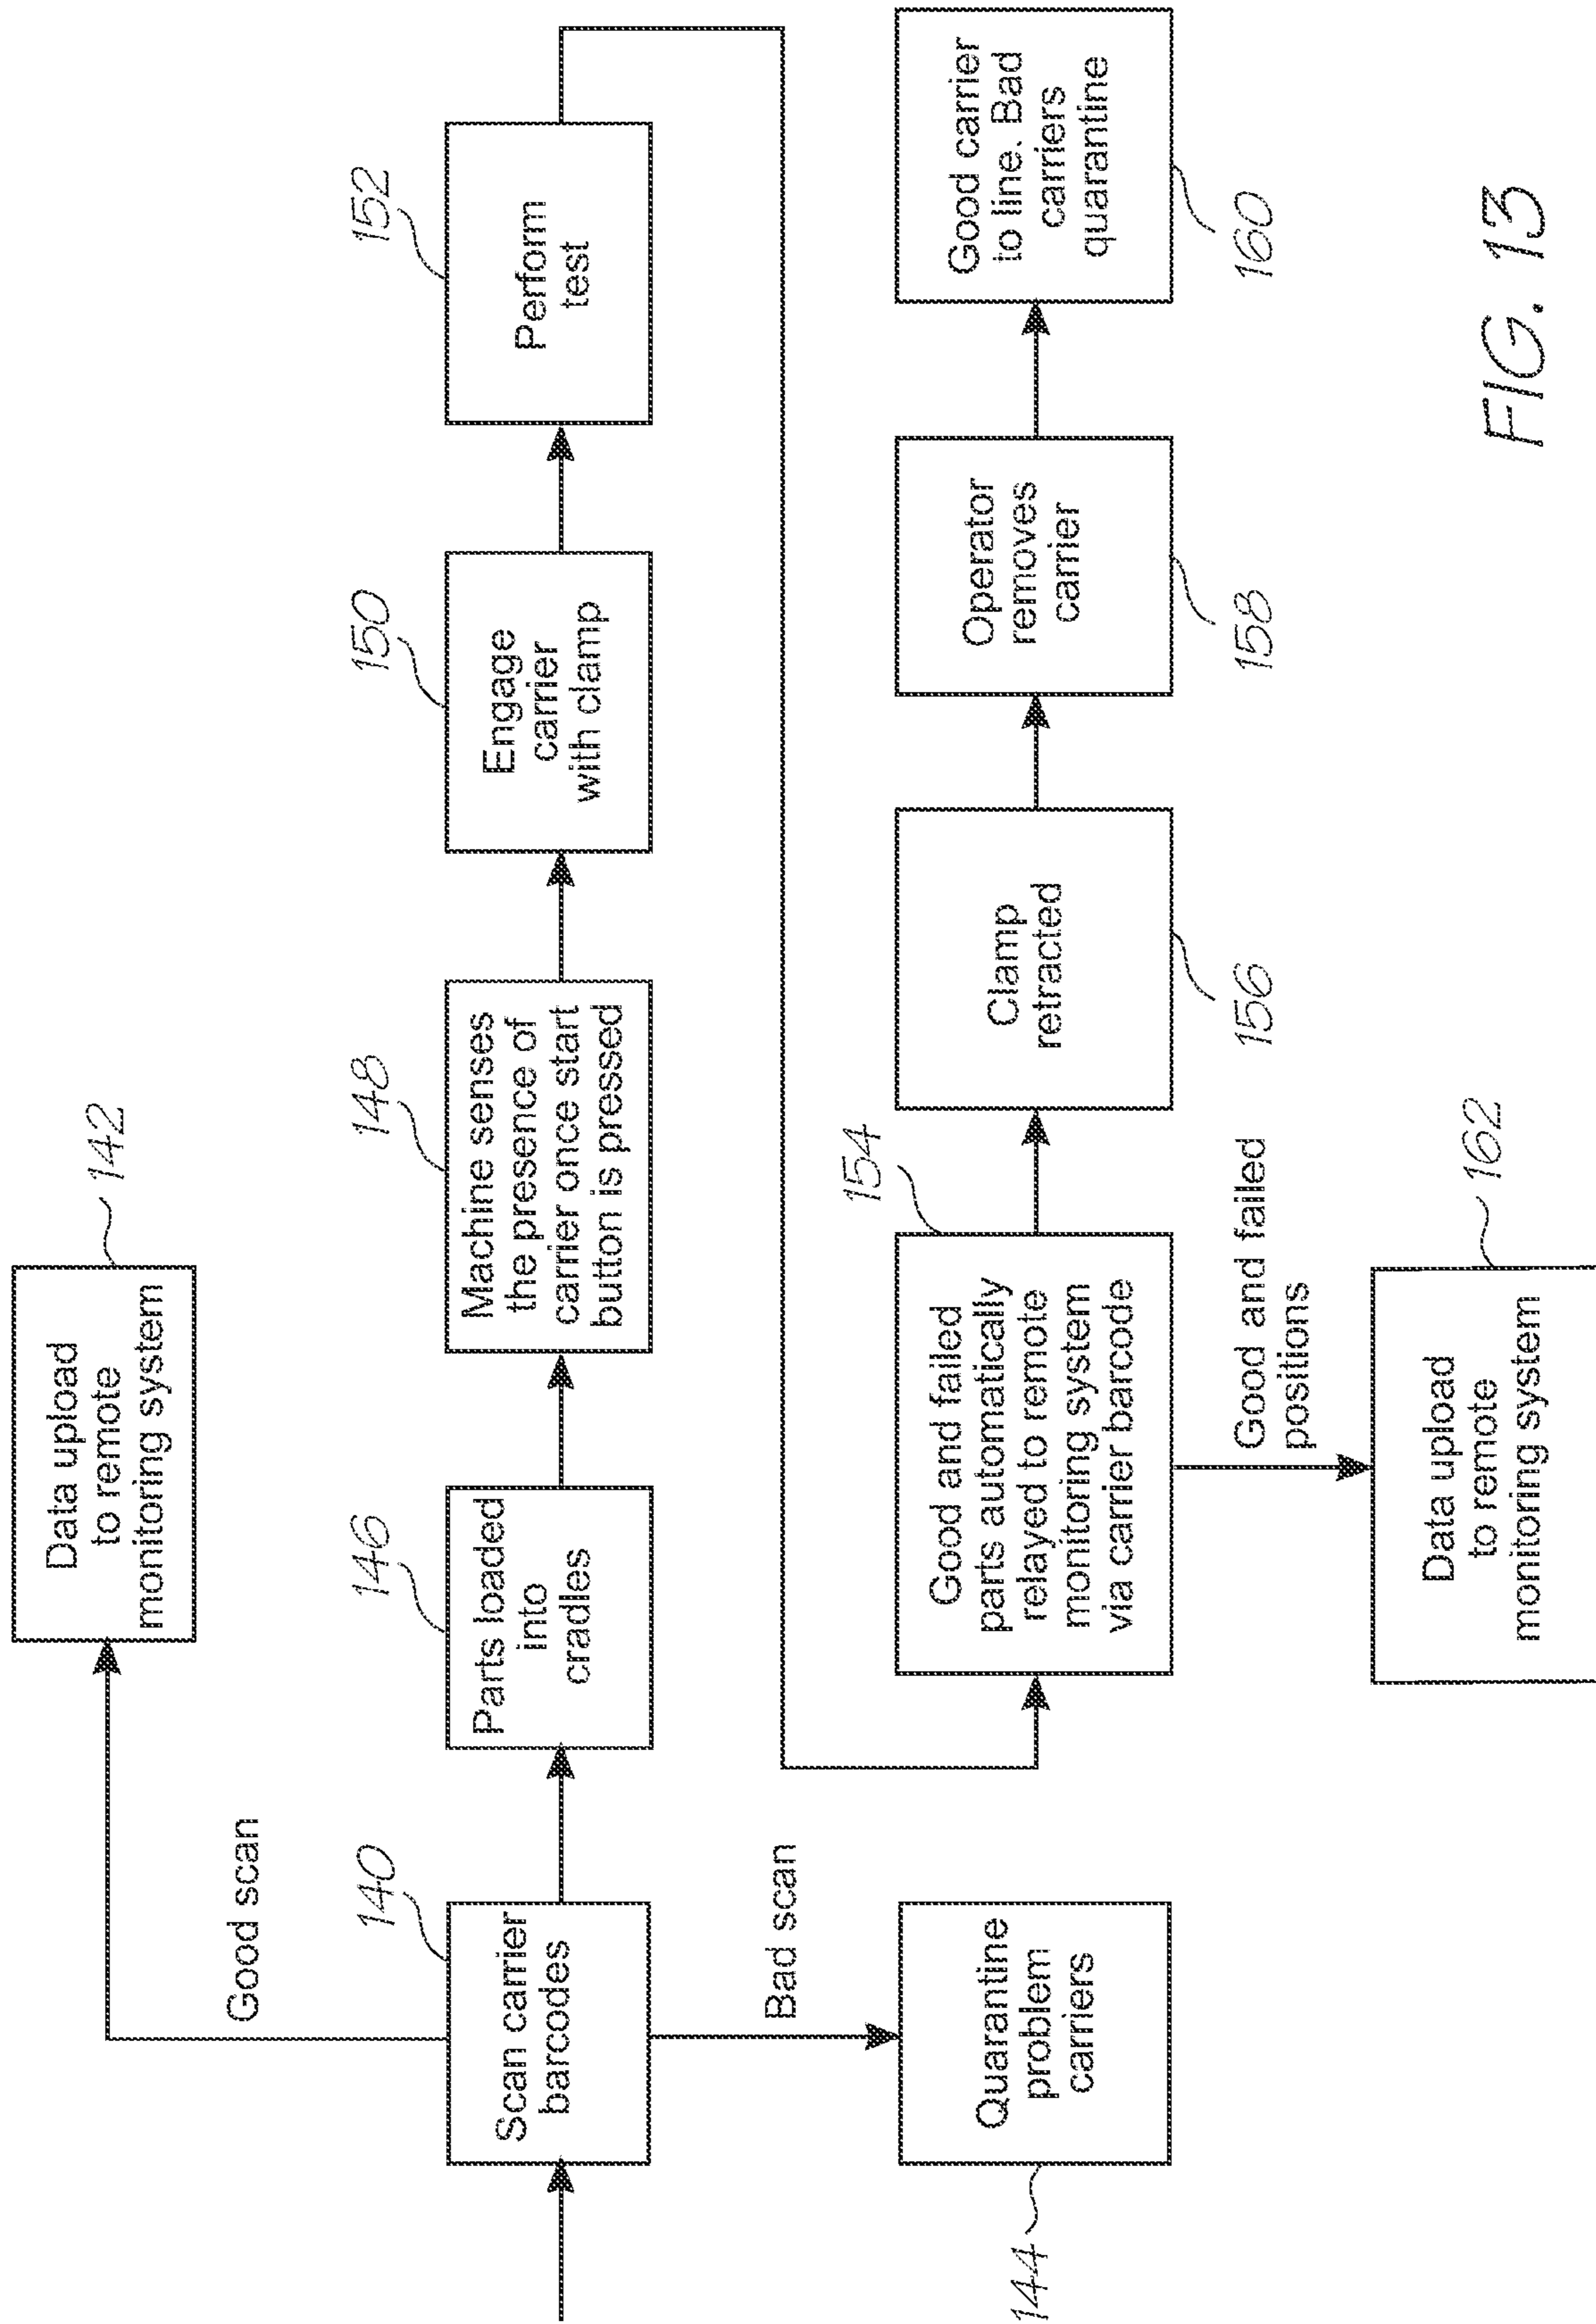 142
Data upload
to remote
monitoring system
Good scan
140
Scan carrier
barcodes
Bad scan
144
Quarantine
problem
carriers
146
Parts loaded
into
cradles
148
Machine senses
the presence of
carrier once start
button is pressed
150
Engage
carrier
with clamp
152
Perform
test
154
Good and failed
parts automatically
relayed to remote
monitoring system
via carrier barcode
Good and failed
positions
162
Data upload
to remote
monitoring system
Clamp
retracted
156
Operator
removes
carrier
158
Good carrier
to line. Bad
carriers
quarantine
160
FIG. 13